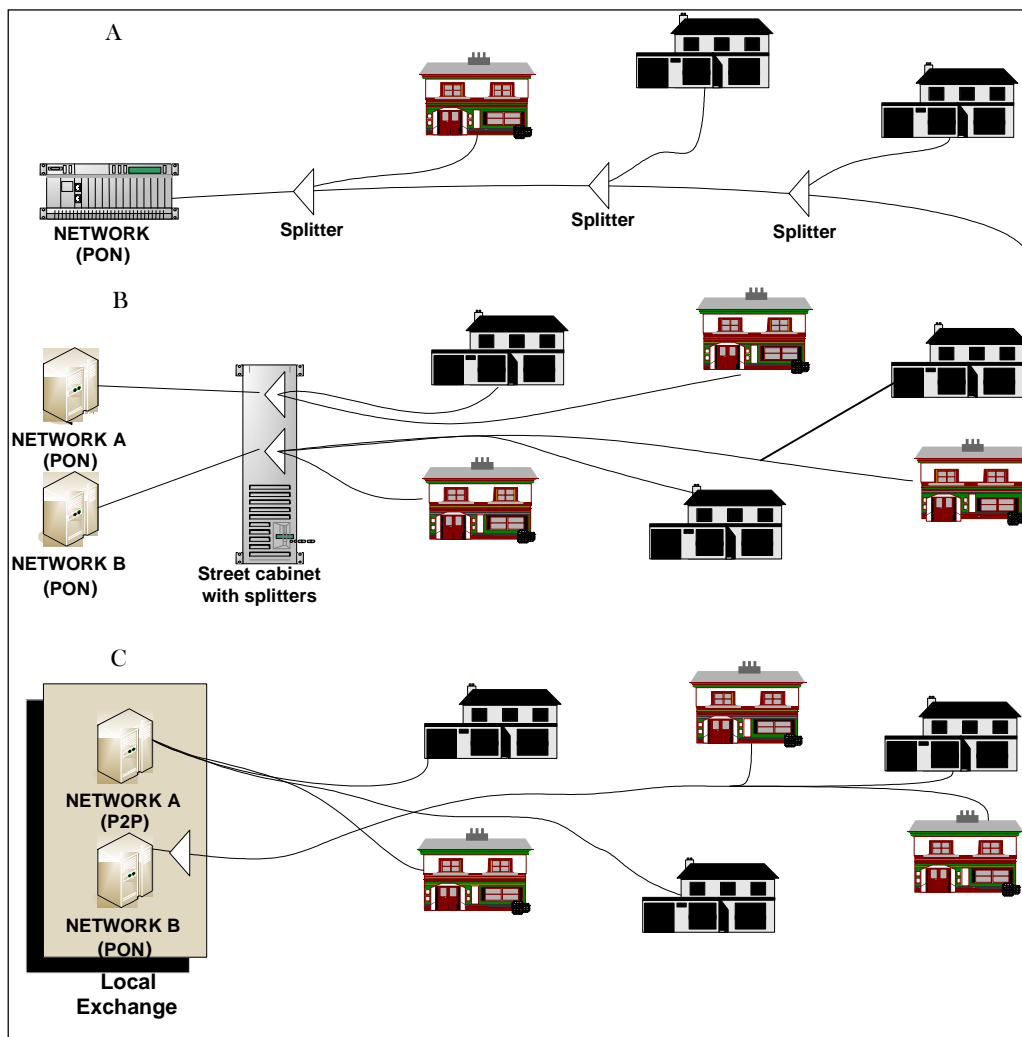 A
NETWORK
(PON)
Splitter
Splitter
Splitter
B
NETWORK A
(PON)
NETWORK B
(PON)
Street cabinet
with splitters
C
NETWORK A
(P2P)
NETWORK B
(PON)
Local
Exchange